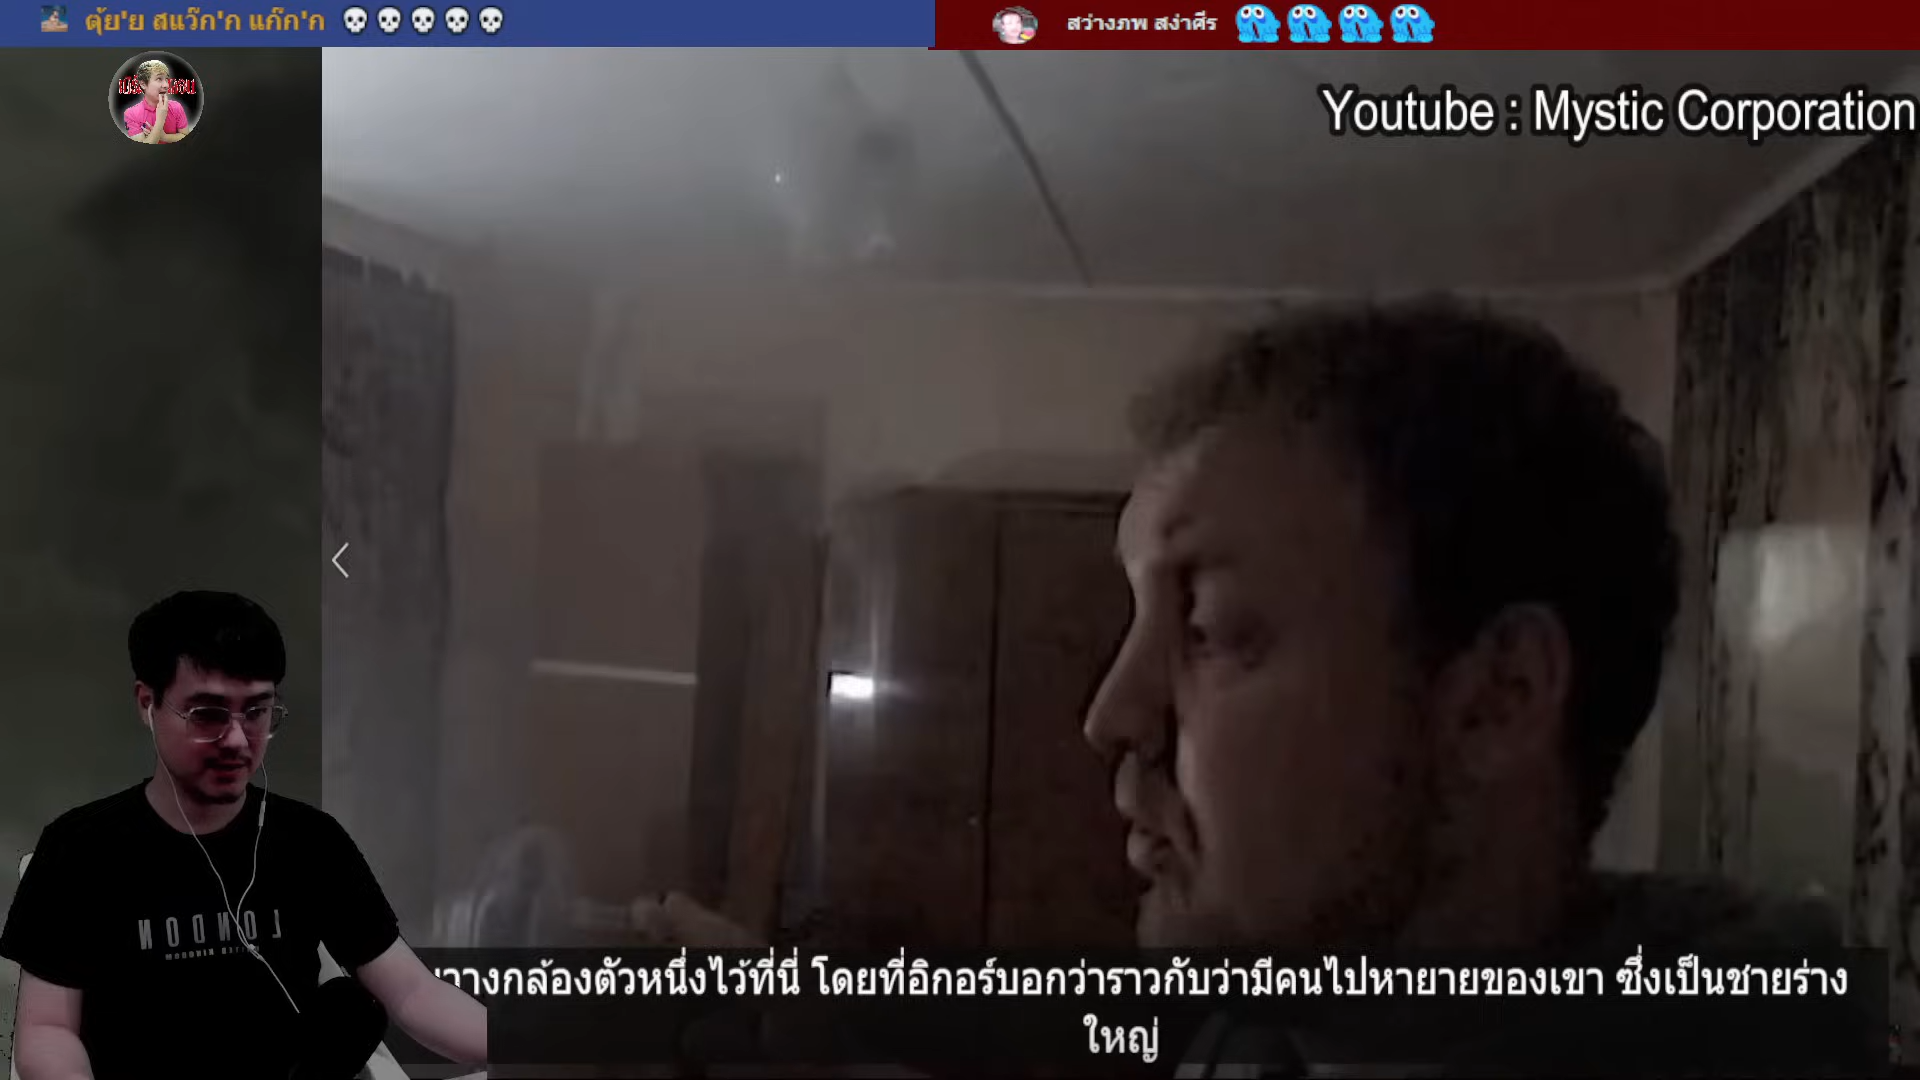 ตุ้ย'ย สแว๊ก'ก แก๊ก'ก 💀💀💀💀💀
สว่างภพ สง่าศีร
Youtube : Mystic Corporation
LONDON
วางกล้องตัวหนึ่งไว้ที่นี่ โดยที่อิกอร์บอกว่าราวกับว่ามีคนไปหายายของเขา ซึ่งเป็นชายร่าง
ใหญ่